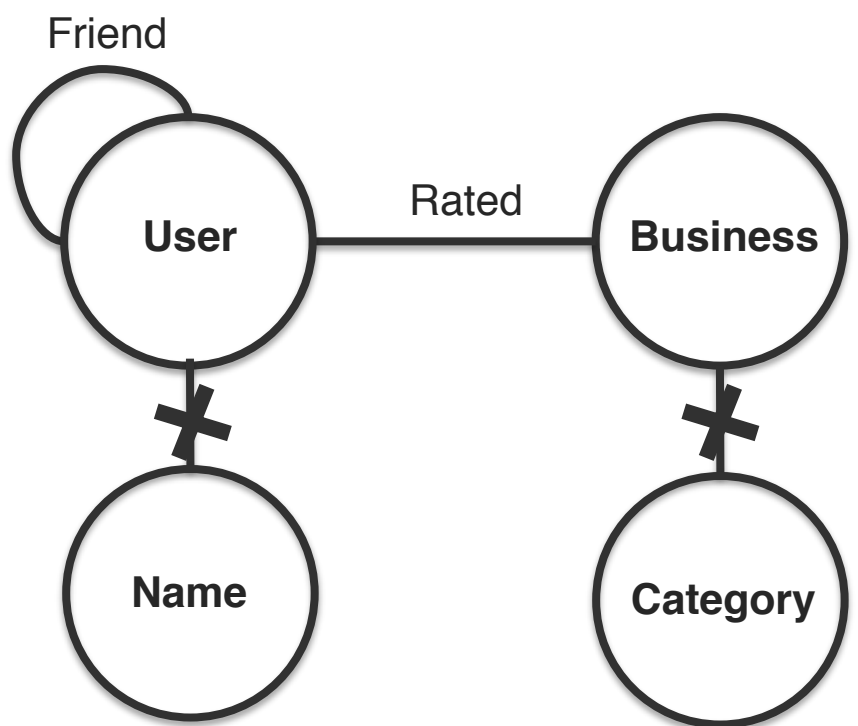 Friend
Rated
User
Business
Name
Category